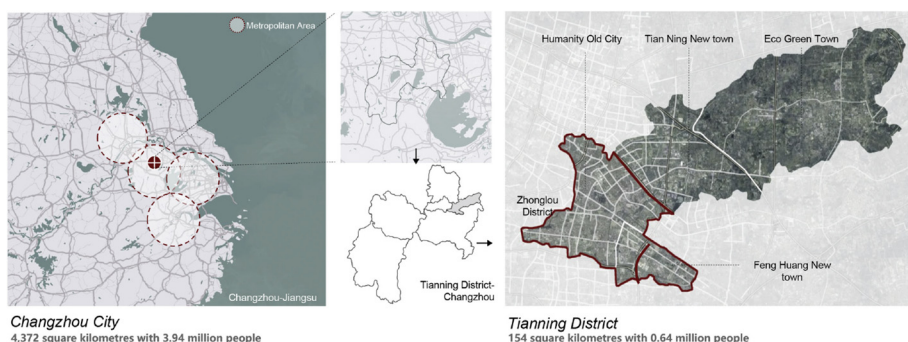 Metropolitan Area
Changzhou-Jiangsu
Changzhou City
4,372 square kilometres with 3.94 million people
Tianning District-
Changzhou
Humanity Old City
Tian Ning New town
Eco Green Town
Zhonglou
District
Feng Huang New
town
Tianning District
154 square kilometres with 0.64 million people